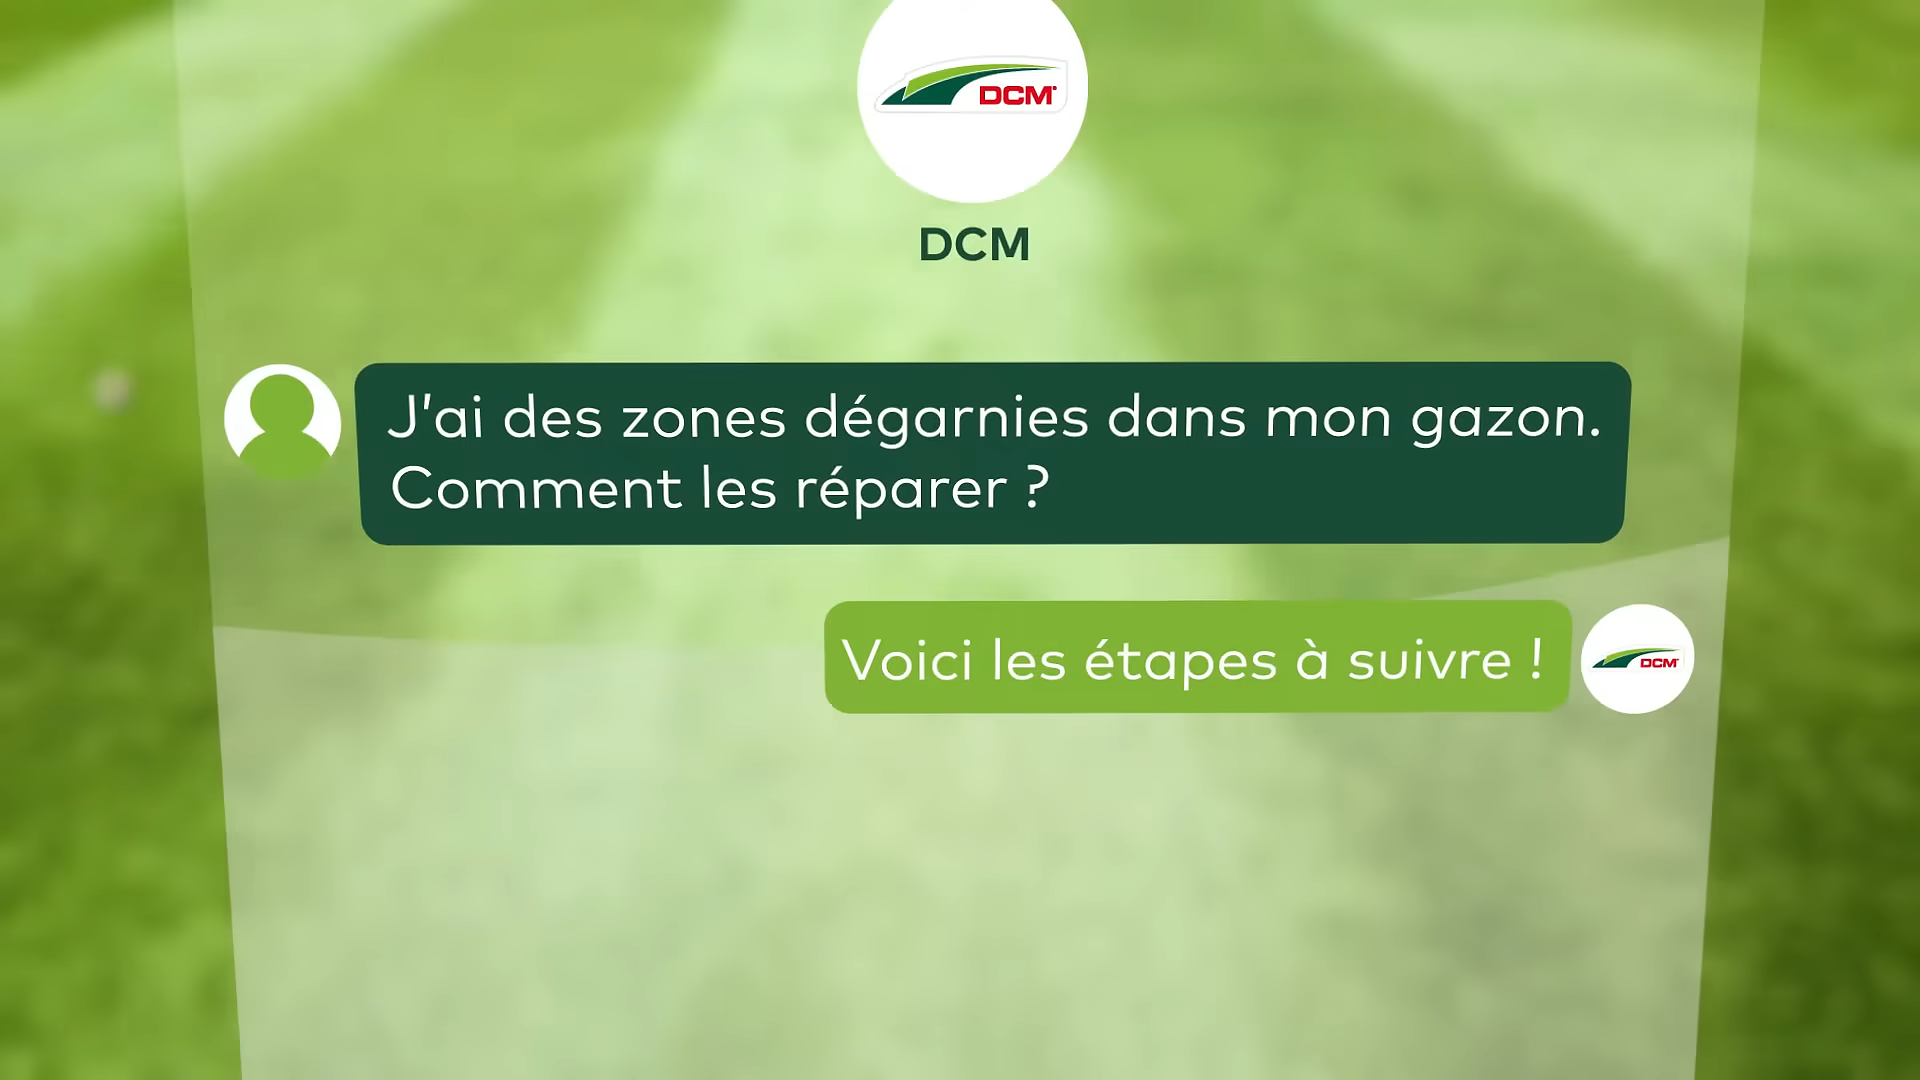 DCM
DCM
J'ai des zones dégarnies dans mon gazon.
Comment les réparer ?
Voici les étapes à suivre !
DCM